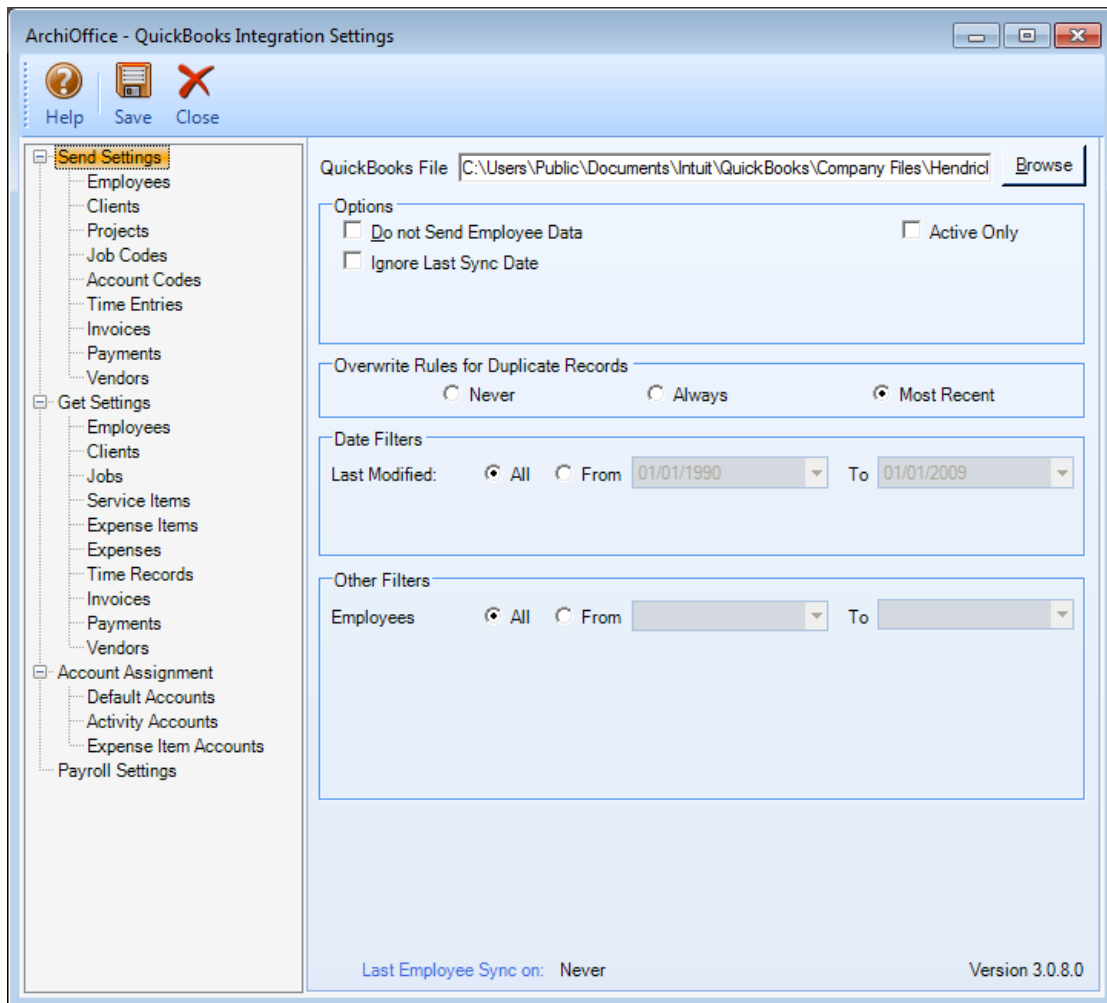 ArchiOffice - QuickBooks Integration Settings
Help Save Close
Send Settings
Employees
Clients
Projects
Job Codes
Account Codes
Time Entries
Invoices
Payments
Vendors
Get Settings
Employees
Clients
Jobs
Service Items
Expense Items
Expenses
Time Records
Invoices
Payments
Vendors
Account Assignment
Default Accounts
Activity Accounts
Expense Item Accounts
Payroll Settings
QuickBooks File C:\Users\Public\Documents\Intuit\QuickBooks\Company Files\Hendricl Browse
Options
Do not Send Employee Data Active Only
Ignore Last Sync Date
Overwrite Rules for Duplicate Records
Never Always Most Recent
Date Filters
Last Modified: All From 01/01/1990 To 01/01/2009
Other Filters
Employees All From To
Last Employee Sync on: Never Version 3.0.8.0